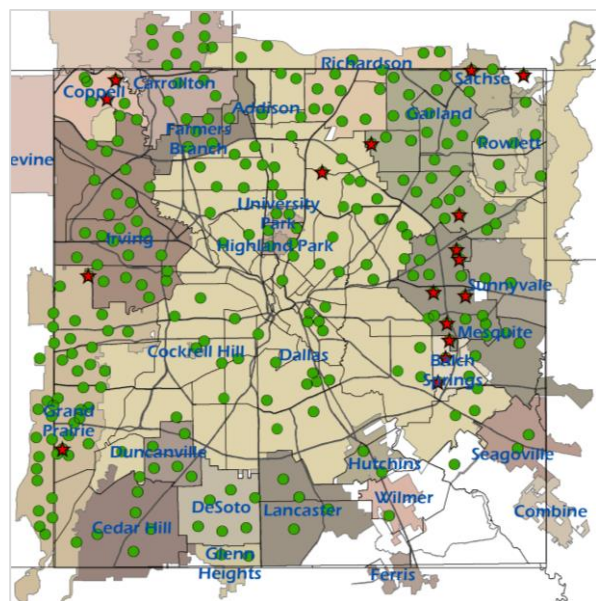 Richardson
Sachse
Coppell
Carrollton
Addison
Garland
Farmers
Branch
Rowlett
evine
University
Park
Irving
Highland Park
Sunnyvale
Mesquite
Cockrell Hill
Dallas
Balch
Springs
Grand
Prairie
Duncanville
Hutchins
Seagoville
DeSoto
Lancaster
Wilmer
Combine
Cedar Hill
Glenn
Heights
Ferris